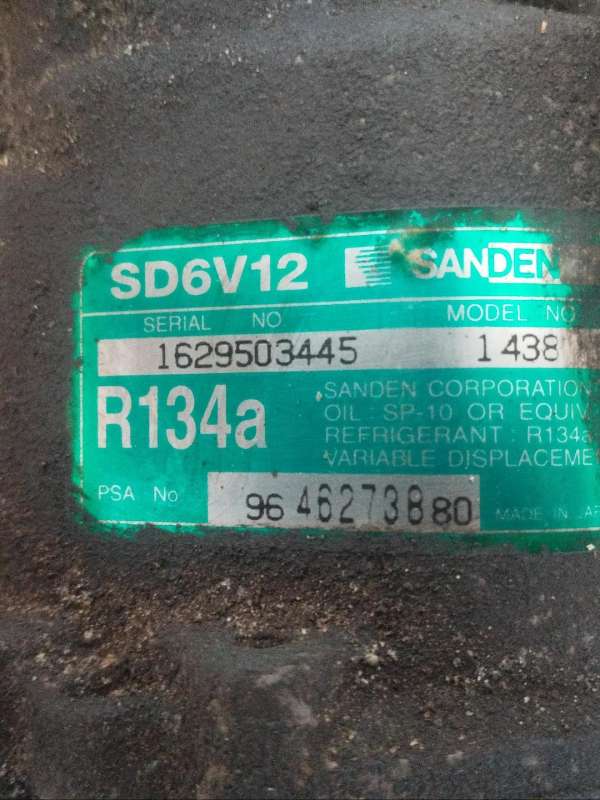 SD6V12 SANDEN
SERIAL NO MODEL NO
1629503445 1438
R134a
SANDEN CORPORATION
OIL : SP-10 OR EQUIV
REFRIGERANT : R134a
VARIABLE DISPLACEME
PSA No 96 462738 80 MADE IN JAP